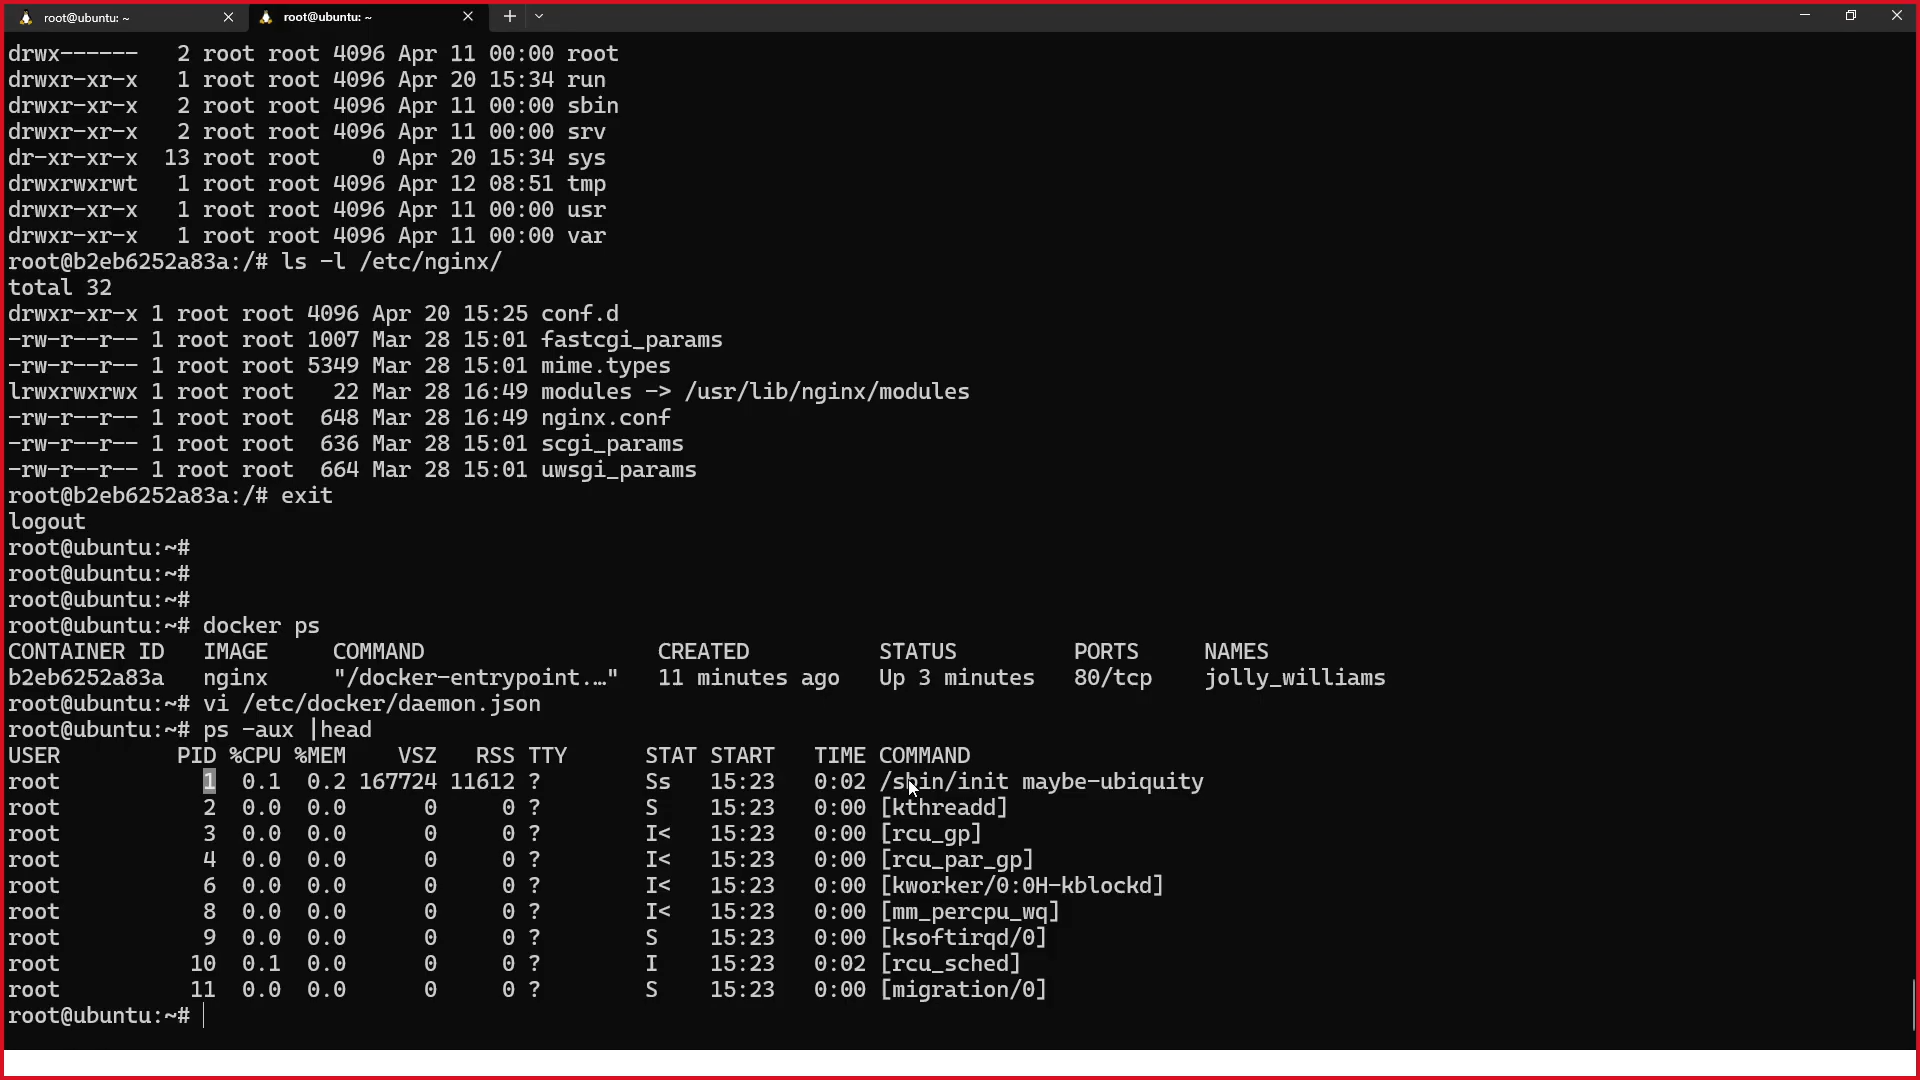 root@ubuntu: ~
root@ubuntu: ~
drwx------   2 root root 4096 Apr 11 00:00 root
drwxr-xr-x   1 root root 4096 Apr 20 15:34 run
drwxr-xr-x   2 root root 4096 Apr 11 00:00 sbin
drwxr-xr-x   2 root root 4096 Apr 11 00:00 srv
dr-xr-xr-x  13 root root    0 Apr 20 15:34 sys
drwxrwxrwt   1 root root 4096 Apr 12 08:51 tmp
drwxr-xr-x   1 root root 4096 Apr 11 00:00 usr
drwxr-xr-x   1 root root 4096 Apr 11 00:00 var
root@b2eb6252a83a:/# ls -l /etc/nginx/
total 32
drwxr-xr-x 1 root root 4096 Apr 20 15:25 conf.d
-rw-r--r-- 1 root root 1007 Mar 28 15:01 fastcgi_params
-rw-r--r-- 1 root root 5349 Mar 28 15:01 mime.types
lrwxrwxrwx 1 root root   22 Mar 28 16:49 modules -> /usr/lib/nginx/modules
-rw-r--r-- 1 root root  648 Mar 28 16:49 nginx.conf
-rw-r--r-- 1 root root  636 Mar 28 15:01 scgi_params
-rw-r--r-- 1 root root  664 Mar 28 15:01 uwsgi_params
root@b2eb6252a83a:/# exit
logout
root@ubuntu:~#
root@ubuntu:~#
root@ubuntu:~#
root@ubuntu:~# docker ps
CONTAINER ID   IMAGE     COMMAND                  CREATED          STATUS         PORTS     NAMES
b2eb6252a83a   nginx     "/docker-entrypoint.…"   11 minutes ago   Up 3 minutes   80/tcp    jolly_williams
root@ubuntu:~# vi /etc/docker/daemon.json
root@ubuntu:~# ps -aux |head
USER         PID %CPU %MEM    VSZ   RSS TTY      STAT START   TIME COMMAND
root           1  0.1  0.2 167724 11612 ?        Ss   15:23   0:02 /sbin/init maybe-ubiquity
root           2  0.0  0.0      0     0 ?        S    15:23   0:00 [kthreadd]
root           3  0.0  0.0      0     0 ?        I<   15:23   0:00 [rcu_gp]
root           4  0.0  0.0      0     0 ?        I<   15:23   0:00 [rcu_par_gp]
root           6  0.0  0.0      0     0 ?        I<   15:23   0:00 [kworker/0:0H-kblockd]
root           8  0.0  0.0      0     0 ?        I<   15:23   0:00 [mm_percpu_wq]
root           9  0.0  0.0      0     0 ?        S    15:23   0:00 [ksoftirqd/0]
root          10  0.1  0.0      0     0 ?        I    15:23   0:02 [rcu_sched]
root          11  0.0  0.0      0     0 ?        S    15:23   0:00 [migration/0]
root@ubuntu:~#